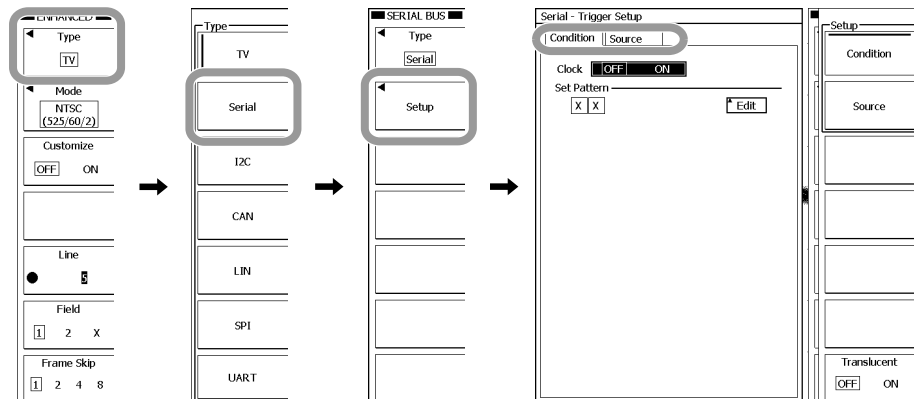 ENHANCED
Type
TV
Mode
NTSC
(525/60/2)
Customize
OFF ON
Line
5
Field
1 2 X
Frame Skip
1 2 4 8
Type
TV
Serial
I2C
CAN
LIN
SPI
UART
SERIAL BUS
Type
Serial
Setup
Serial - Trigger Setup
Condition Source
Clock OFF ON
Set Pattern
X X Edit
Setup
Condition
Source
Translucent
OFF ON